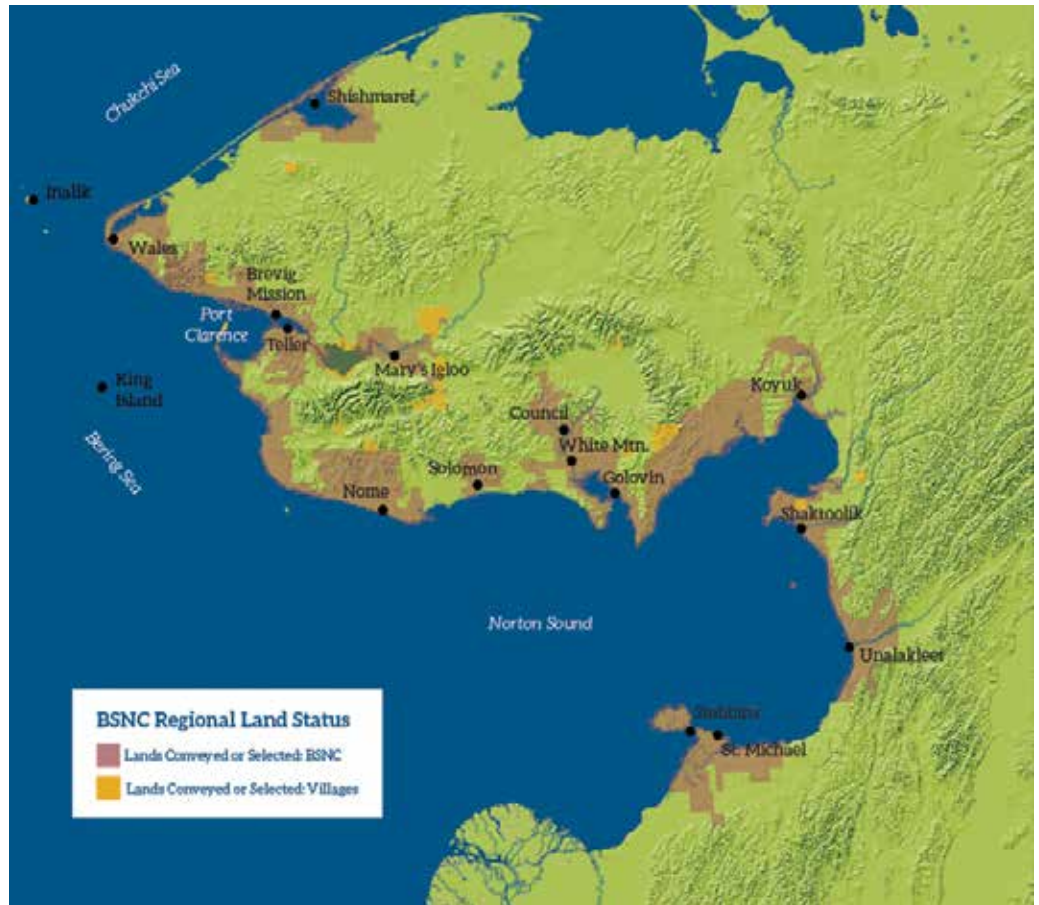 Chukchi Sea
Shishmaref
Inalik
Wales
Brevig
Mission
Port
Clarence
Teller
Mary's Igloo
King
Island
Koyuk
Council
White Mtn.
Bering Sea
Solomon
Golovin
Nome
Shaktoolik
Norton Sound
Unalakleet
Stebbins
St. Michael
BSNC Regional Land Status
Lands Conveyed or Selected: BSNC
Lands Conveyed or Selected: Villages